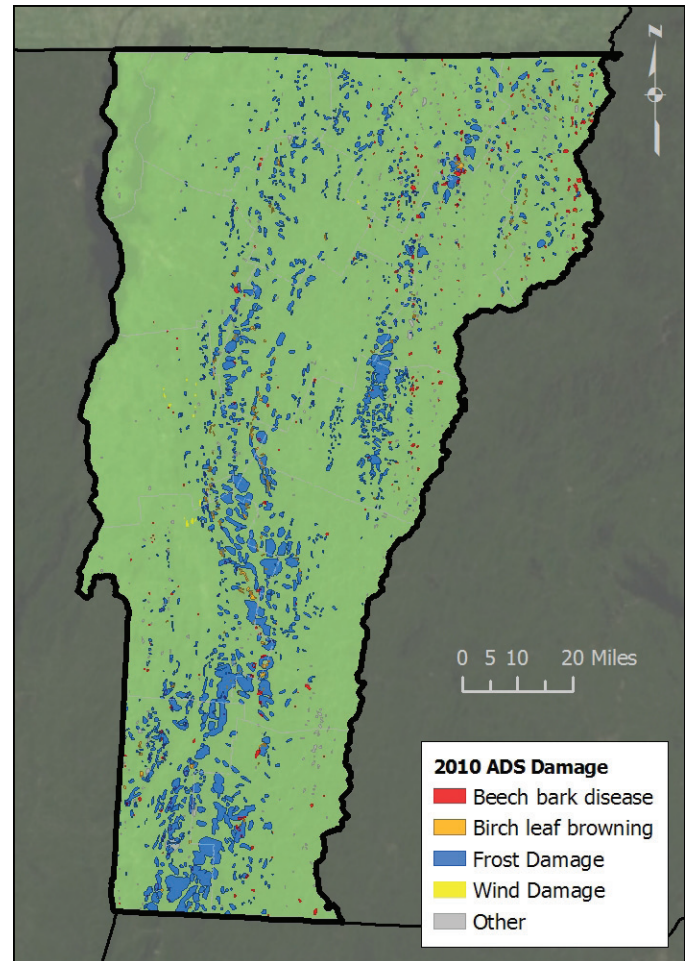 N
0 5 10 20 Miles
2010 ADS Damage
Beech bark disease
Birch leaf browning
Frost Damage
Wind Damage
Other